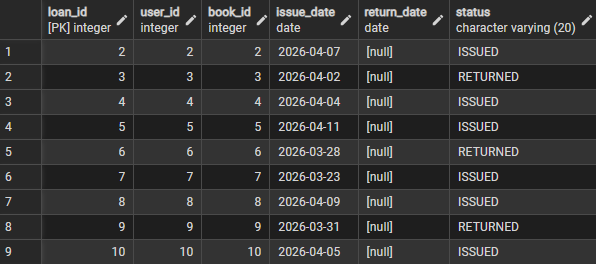 loan_id user_id book_id issue_date return_date status
[PK] integer integer integer date date character varying (20)
1 2 2 2 2026-04-07 [null] ISSUED
2 3 3 3 2026-04-02 [null] RETURNED
3 4 4 4 2026-04-04 [null] ISSUED
4 5 5 5 2026-04-11 [null] ISSUED
5 6 6 6 2026-03-28 [null] RETURNED
6 7 7 7 2026-03-23 [null] ISSUED
7 8 8 8 2026-04-09 [null] ISSUED
8 9 9 9 2026-03-31 [null] RETURNED
9 10 10 10 2026-04-05 [null] ISSUED